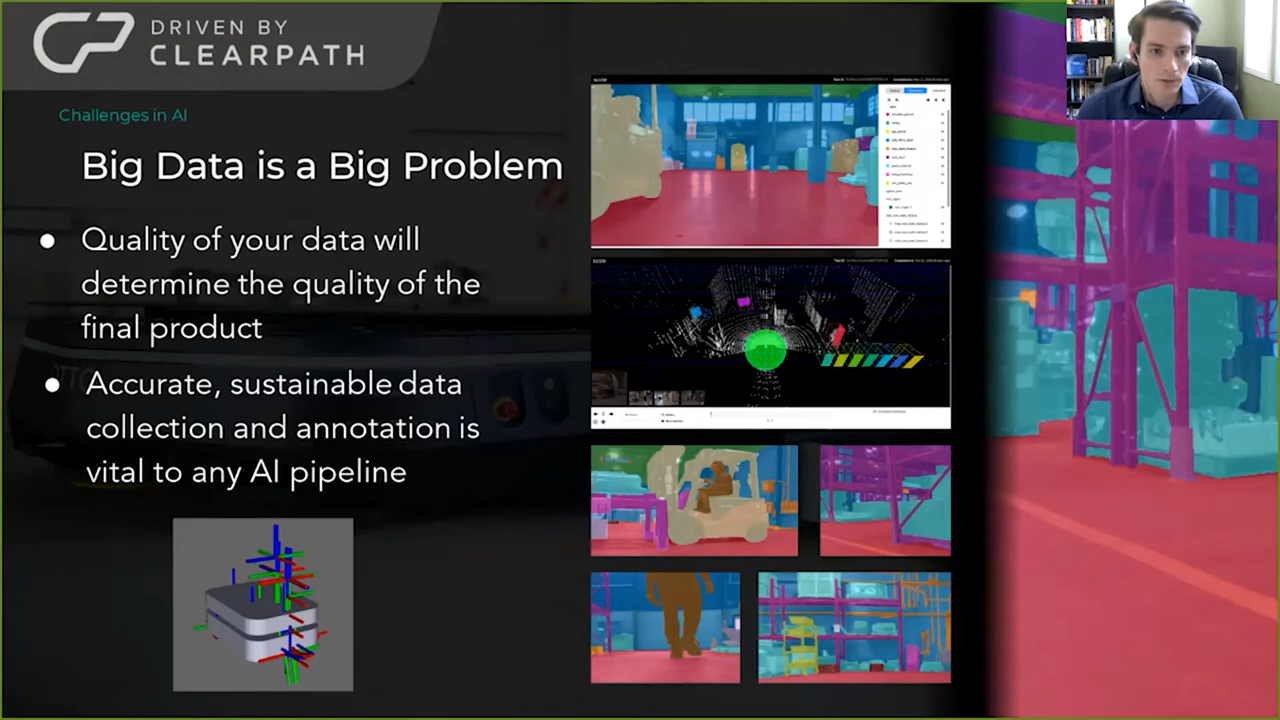 DRIVEN BY
CLEARPATH
Challenges in AI
Big Data is a Big Problem
● Quality of your data will
determine the quality of the
final product
● Accurate, sustainable data
collection and annotation is
vital to any AI pipeline